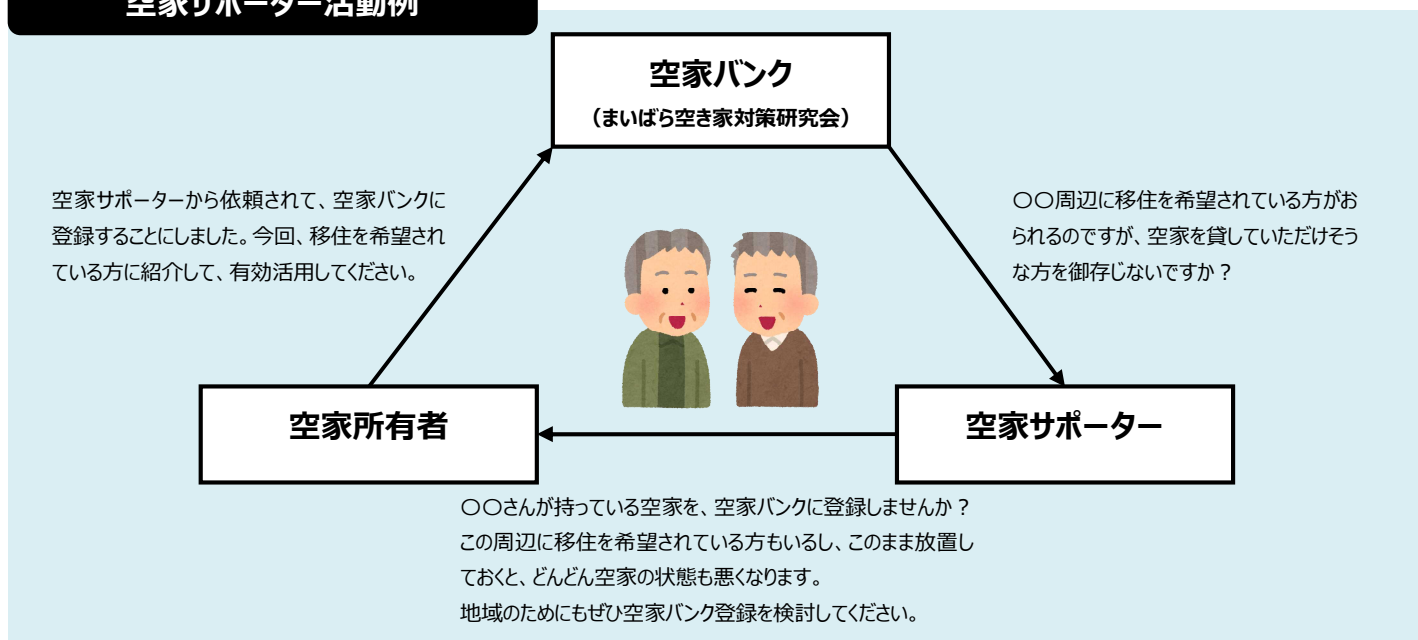 空家サポーター活動例
空家バンク
（まいばら空き家対策研究会）
空家サポーターから依頼されて、空家バンクに
登録することにしました。今回、移住を希望され
ている方に紹介して、有効活用してください。
〇〇周辺に移住を希望されている方がお
られるのですが、空家を貸していただけそう
な方を御存じないですか？
空家所有者
空家サポーター
〇〇さんが持っている空家を、空家バンクに登録しませんか？
この周辺に移住を希望されている方もいるし、このまま放置し
ておくと、どんどん空家の状態も悪くなります。
地域のためにもぜひ空家バンク登録を検討してください。